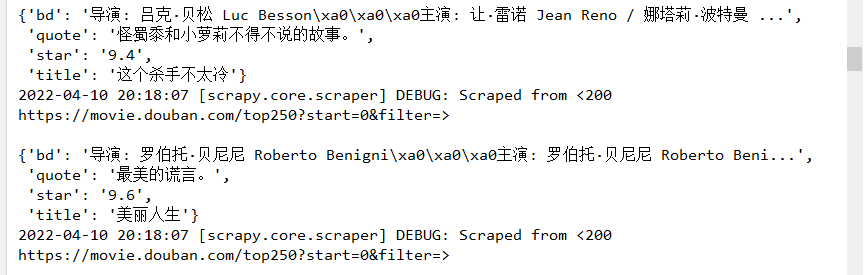 {'bd': '导演: 吕克·贝松 Luc Besson\xa0\xa0\xa0主演: 让·雷诺 Jean Reno / 娜塔莉·波特曼 ...',
'quote': '怪蜀黍和小萝莉不得不说的故事。',
'star': '9.4',
'title': '这个杀手不太冷'}
2022-04-10 20:18:07 [scrapy.core.scraper] DEBUG: Scraped from <200
https://movie.douban.com/top250?start=0&filter=>
{'bd': '导演: 罗伯托·贝尼尼 Roberto Benigni\xa0\xa0\xa0主演: 罗伯托·贝尼尼 Roberto Beni...',
'quote': '最美的谎言。',
'star': '9.6',
'title': '美丽人生'}
2022-04-10 20:18:07 [scrapy.core.scraper] DEBUG: Scraped from <200
https://movie.douban.com/top250?start=0&filter=>